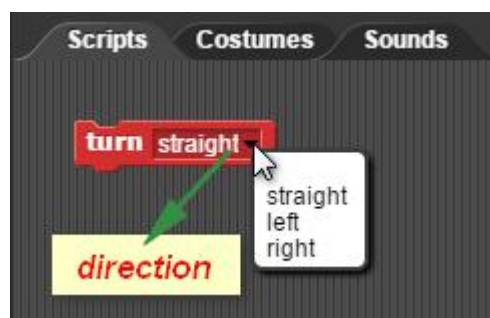 Scripts Costumes Sounds
turn straight
straight
left
right
direction